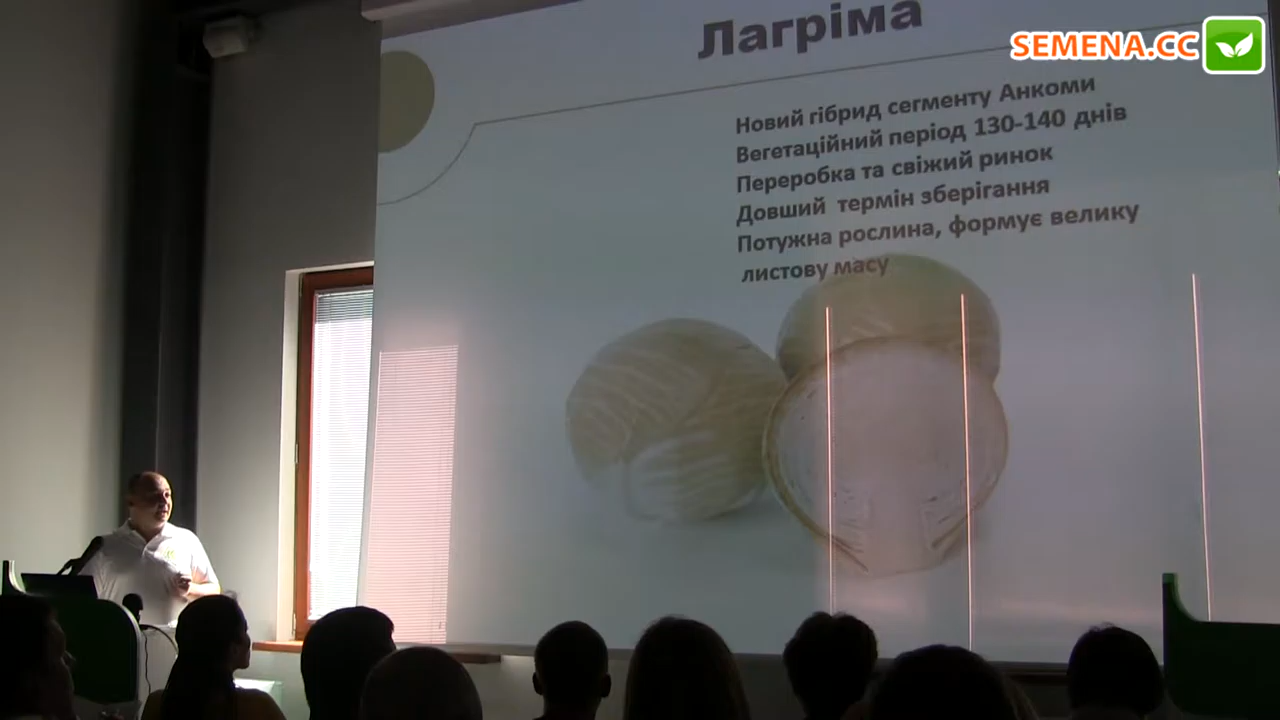 Лагріма
SEMENA.CC
Новий гібрид сегменту Анкоми
Вегетаційний період 130-140 днів
Переробка та свіжий ринок
Довший термін зберігання
Потужна рослина, формує велику
листову масу